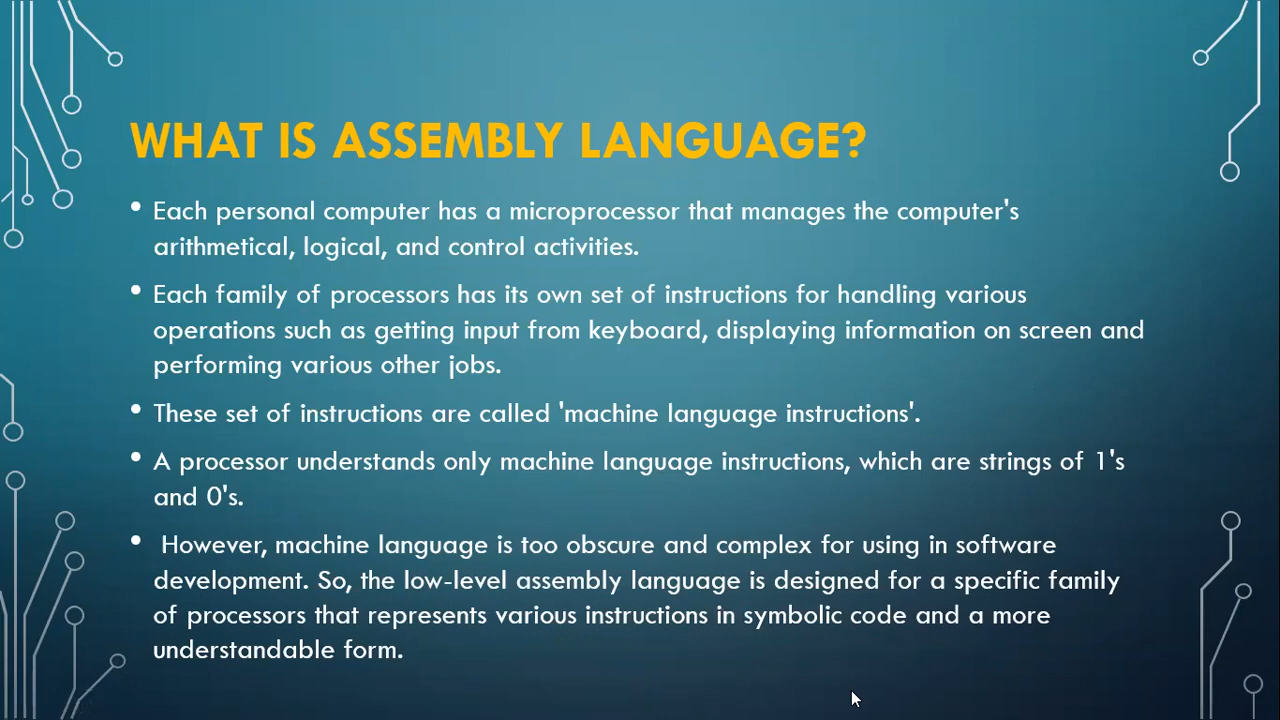 WHAT IS ASSEMBLY LANGUAGE?
• Each personal computer has a microprocessor that manages the computer's
arithmetical, logical, and control activities.
• Each family of processors has its own set of instructions for handling various
operations such as getting input from keyboard, displaying information on screen and
performing various other jobs.
• These set of instructions are called 'machine language instructions'.
• A processor understands only machine language instructions, which are strings of 1's
and 0's.
• However, machine language is too obscure and complex for using in software
development. So, the low-level assembly language is designed for a specific family
of processors that represents various instructions in symbolic code and a more
understandable form.